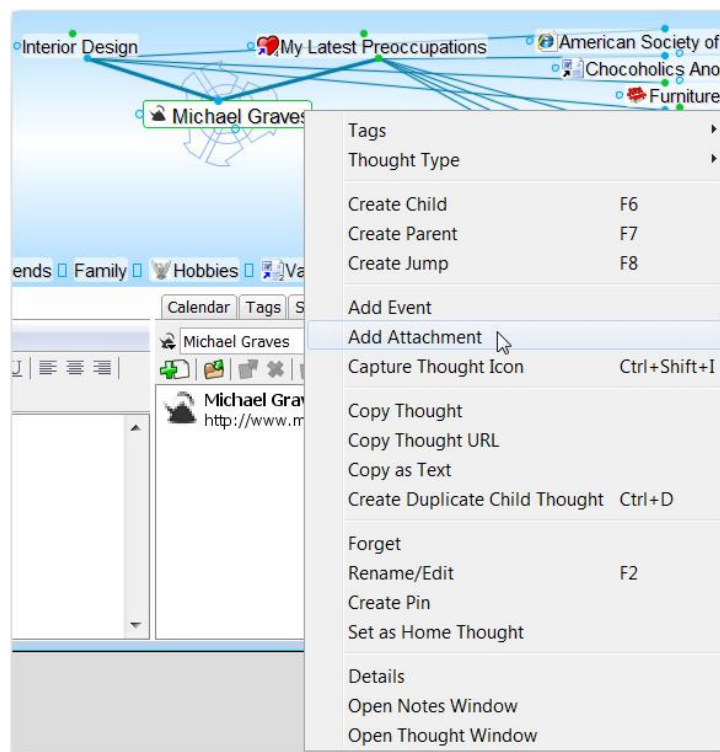 Interior Design
My Latest Preoccupations
American Society of
Chocoholics Ano
Furniture
Michael Graves
ends Family Hobbies Va
Calendar Tags S
Michael Graves
U
Michael Grav
http://www.m
Tags
Thought Type
Create Child F6
Create Parent F7
Create Jump F8
Add Event
Add Attachment
Capture Thought Icon Ctrl+Shift+I
Copy Thought
Copy Thought URL
Copy as Text
Create Duplicate Child Thought Ctrl+D
Forget
Rename/Edit F2
Create Pin
Set as Home Thought
Details
Open Notes Window
Open Thought Window